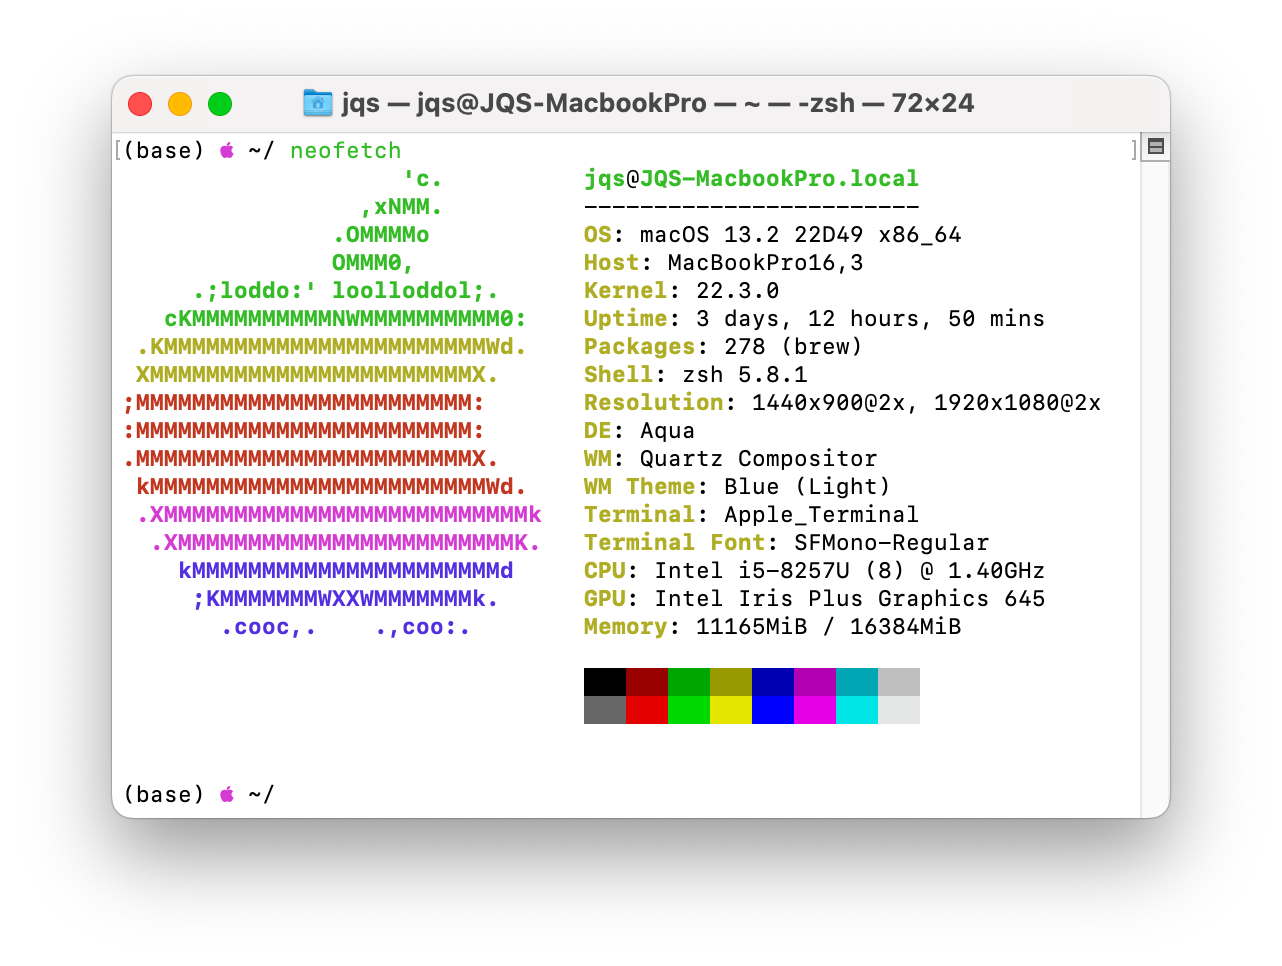 jqs — jqs@JQS-MacbookPro — ~ — -zsh — 72×24
[(base)  ~/ neofetch ]
'c. jqs@JQS-MacbookPro.local
,xNMM. ------------------------
.OMMMMo OS: macOS 13.2 22D49 x86_64
OMMM0, Host: MacBookPro16,3
.;loddo:' loolloddol;. Kernel: 22.3.0
cKMMMMMMMMMMNWMMMMMMMMMM0: Uptime: 3 days, 12 hours, 50 mins
.KMMMMMMMMMMMMMMMMMMMMMMMWd. Packages: 278 (brew)
XMMMMMMMMMMMMMMMMMMMMMMMX. Shell: zsh 5.8.1
;MMMMMMMMMMMMMMMMMMMMMMMM: Resolution: 1440x900@2x, 1920x1080@2x
:MMMMMMMMMMMMMMMMMMMMMMMM: DE: Aqua
.MMMMMMMMMMMMMMMMMMMMMMMMX. WM: Quartz Compositor
kMMMMMMMMMMMMMMMMMMMMMMMMWd. WM Theme: Blue (Light)
.XMMMMMMMMMMMMMMMMMMMMMMMMMMk Terminal: Apple_Terminal
.XMMMMMMMMMMMMMMMMMMMMMMMMK. Terminal Font: SFMono-Regular
kMMMMMMMMMMMMMMMMMMMMMMd CPU: Intel i5-8257U (8) @ 1.40GHz
;KMMMMMMMWXXWMMMMMMMk. GPU: Intel Iris Plus Graphics 645
.cooc,. .,coo:. Memory: 11165MiB / 16384MiB
(base)  ~/